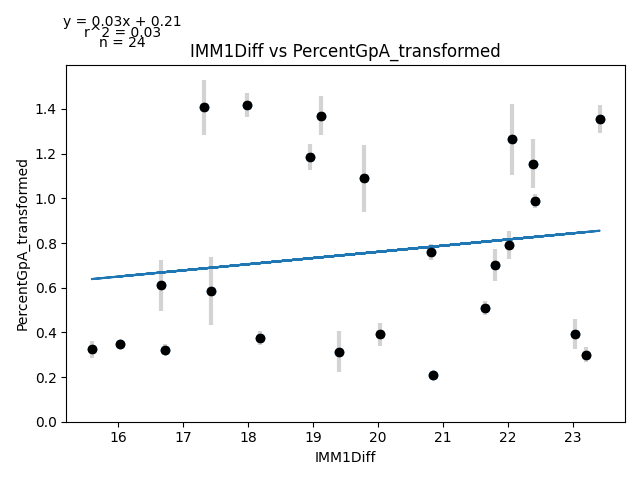 y = 0.03x + 0.21
r^2 = 0.03
n = 24
IMM1Diff vs PercentGpA_transformed
PercentGpA_transformed
1.4
1.2
1.0
0.8
0.6
0.4
0.2
0.0
16 17 18 19 20 21 22 23
IMM1Diff